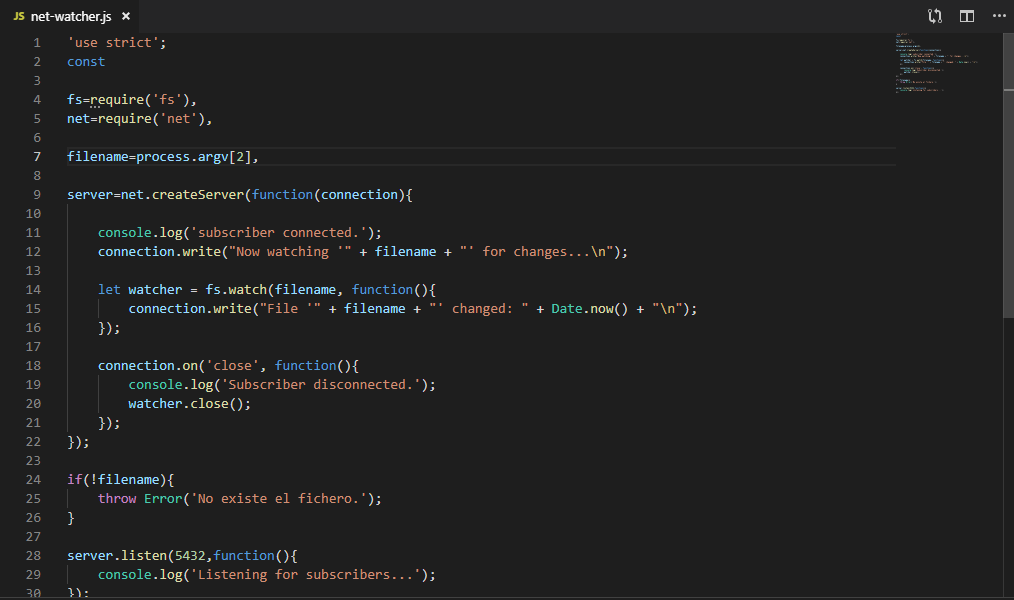 JS net-watcher.js ×
1 'use strict';
2 const
3
4 fs=require('fs'),
5 net=require('net'),
6
7 filename=process.argv[2],
8
9 server=net.createServer(function(connection){
10
11     console.log('subscriber connected.');
12     connection.write("Now watching '" + filename + "' for changes...\n");
13
14     let watcher = fs.watch(filename, function(){
15         connection.write("File '" + filename + "' changed: " + Date.now() + "\n");
16     });
17
18     connection.on('close', function(){
19         console.log('Subscriber disconnected.');
20         watcher.close();
21     });
22 });
23
24 if(!filename){
25     throw Error('No existe el fichero.');
26 }
27
28 server.listen(5432,function(){
29     console.log('Listening for subscribers...');
30 });